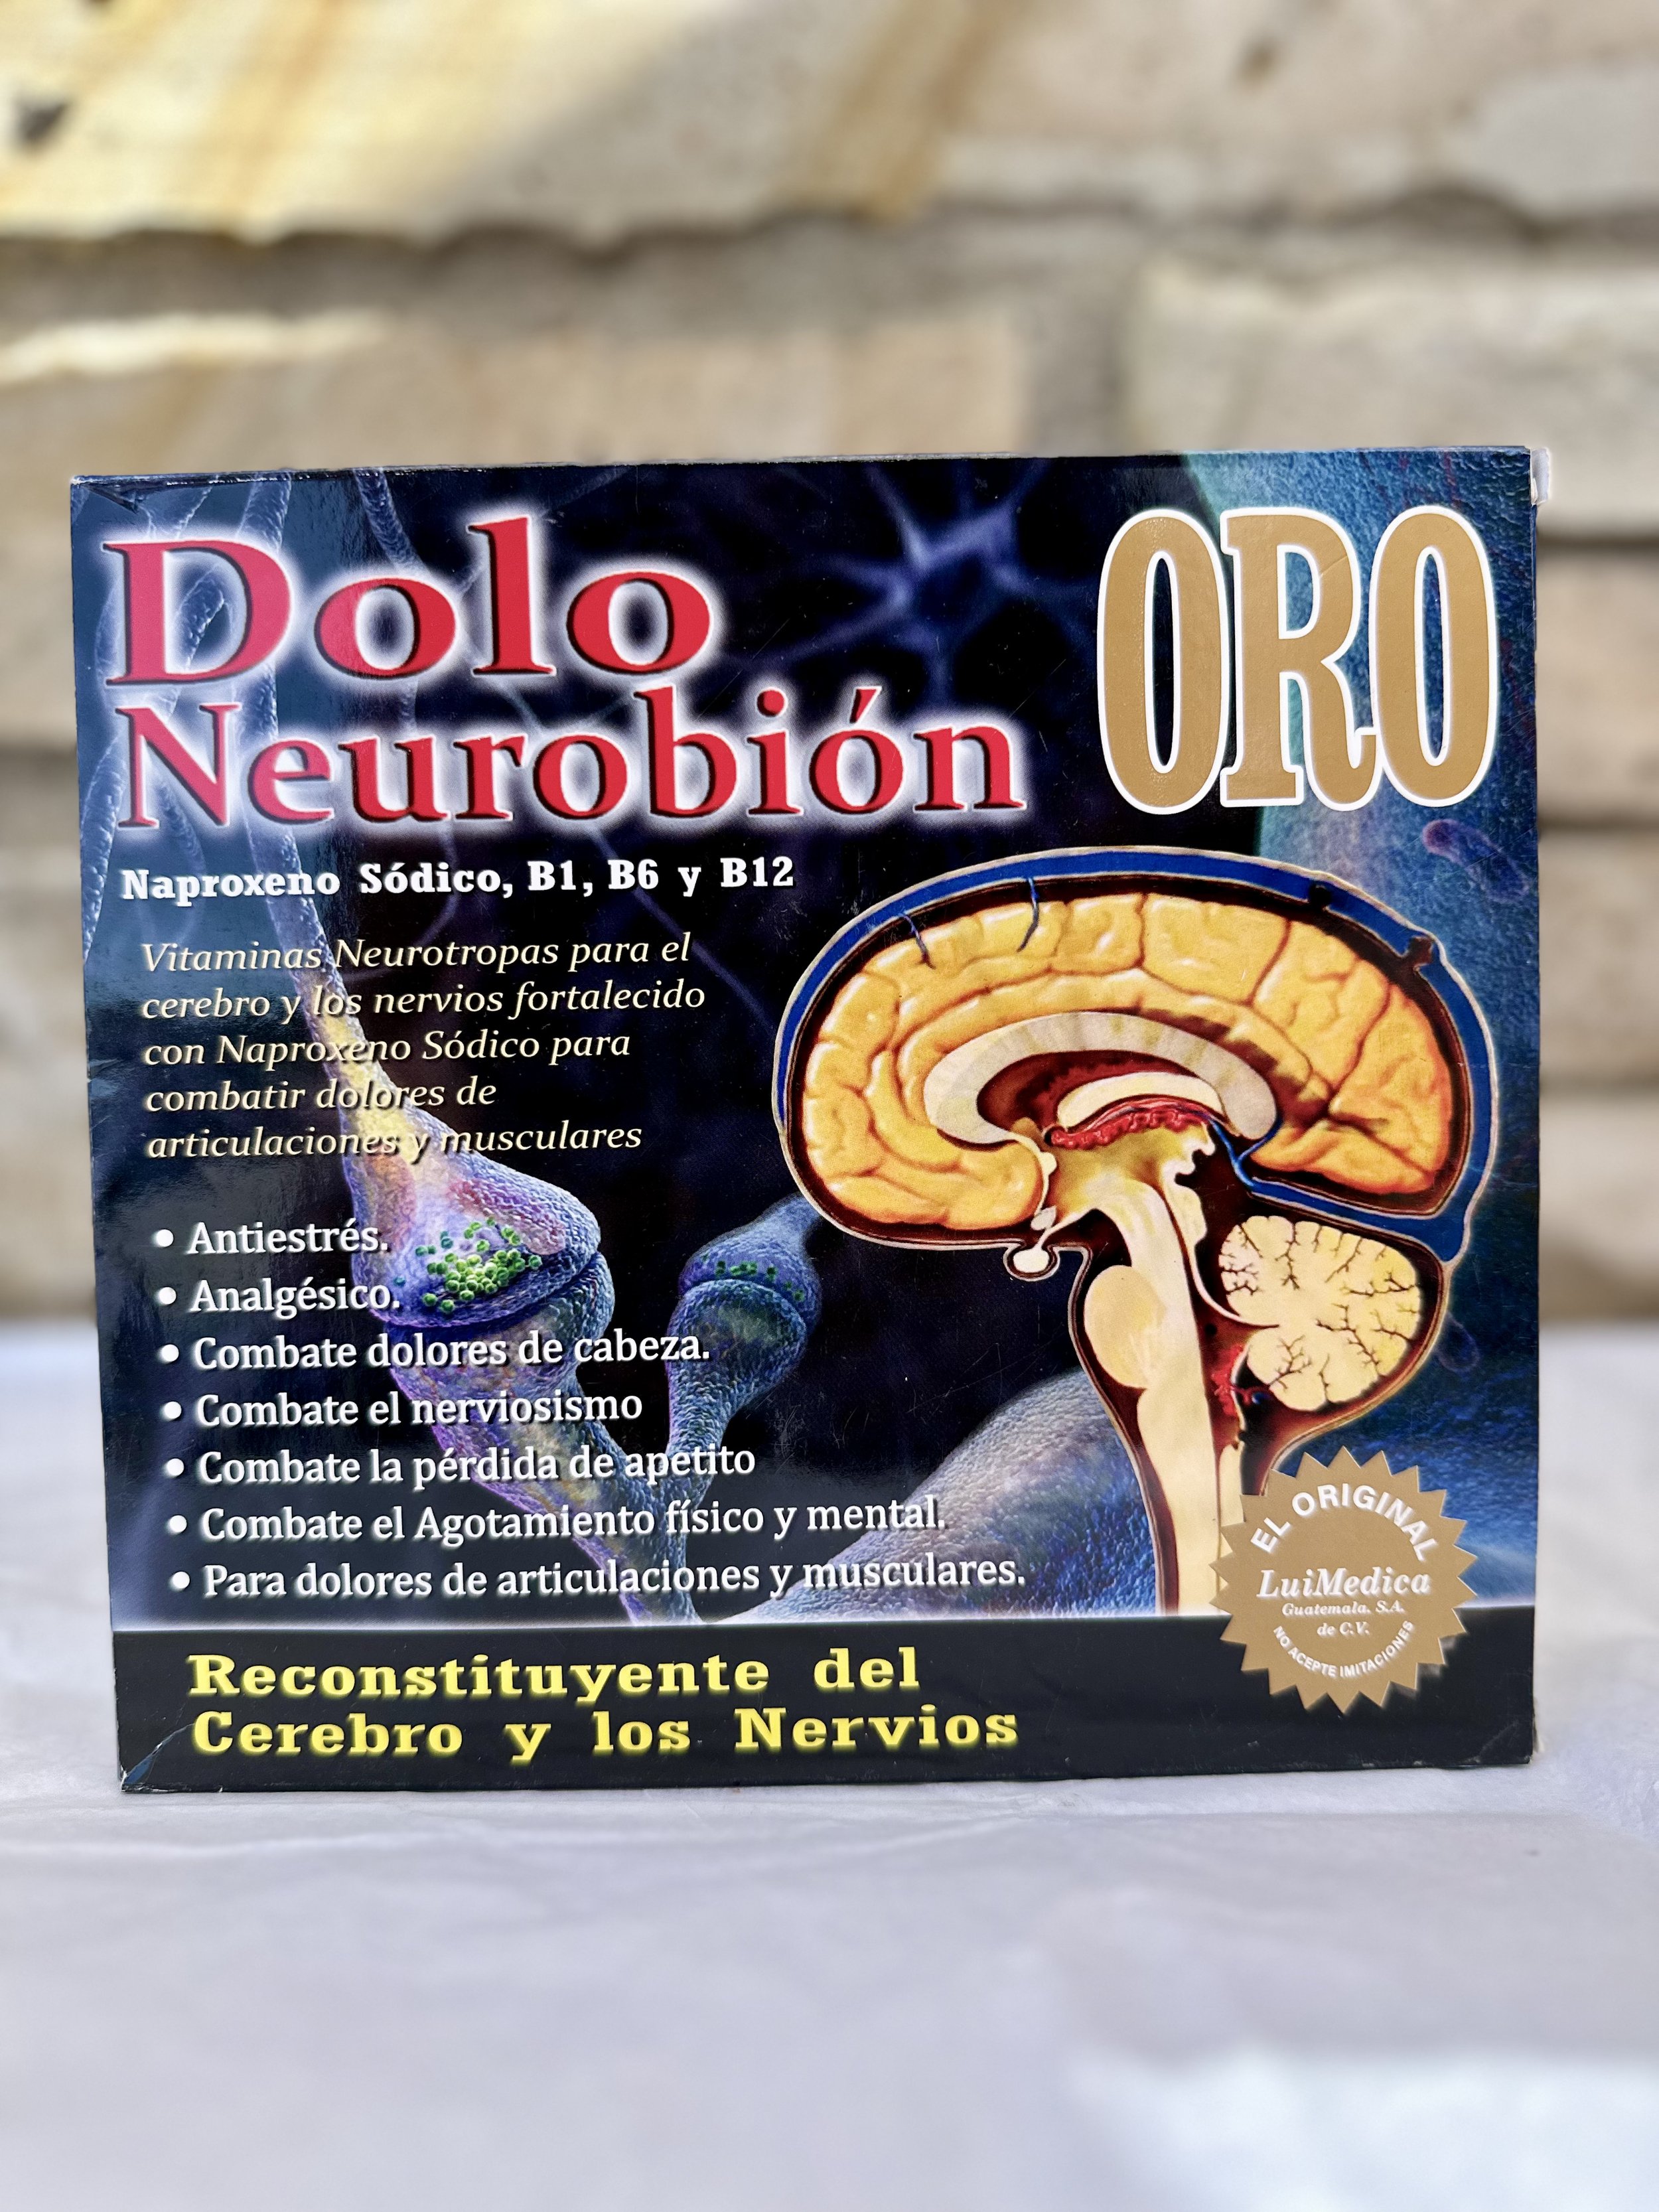 Dolo
Neurobión
ORO
Naproxeno Sódico, B1, B6 y B12
Vitaminas Neurotropas para el
cerebro y los nervios fortalecido
con Naproxeno Sódico para
combatir dolores de
articulaciones y musculares
• Antiestrés.
• Analgésico.
• Combate dolores de cabeza.
• Combate el nerviosismo
• Combate la pérdida de apetito
• Combate el Agotamiento físico y mental.
• Para dolores de articulaciones y musculares.
EL ORIGINAL
LuiMedica
Guatemala. S.A.
de C.V.
NO ACEPTE IMITACIONES
Reconstituyente del
Cerebro y los Nervios